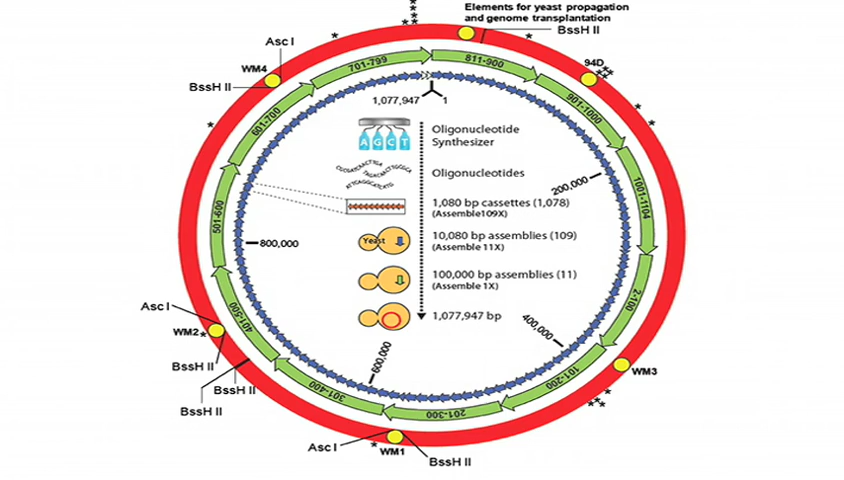 Elements for yeast propagation
and genome transplantation
BssH II
Asc I
WM4
BssH II
701-799
811-900
94D
901-1000
601-700
1,077,947
1
A G C T
Oligonucleotide
Synthesizer
Oligonucleotides
200,000
1001-1104
1,080 bp cassettes (1,078)
(Assemble109X)
501-600
800,000
Yeast
10,080 bp assemblies (109)
(Assemble 11X)
100,000 bp assemblies (11)
(Assemble 1X)
2-100
Asc I
WM2
401-500
1,077,947 bp
400,000
600,000
BssH II
BssH II
BssH II
WM3
101-200
301-400
201-300
Asc I
WM1
BssH II